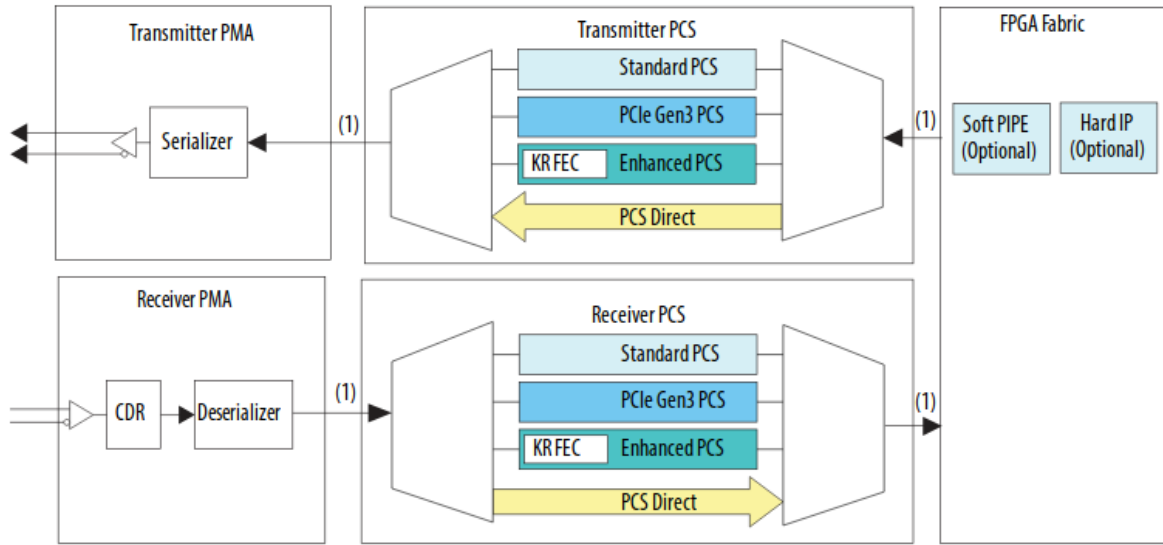 Transmitter PMA
Serializer
(1)
Transmitter PCS
Standard PCS
PCIe Gen3 PCS
KR FEC
Enhanced PCS
PCS Direct
(1)
FPGA Fabric
Soft PIPE
(Optional)
Hard IP
(Optional)
Receiver PMA
CDR
Deserializer
(1)
Receiver PCS
Standard PCS
PCIe Gen3 PCS
KR FEC
Enhanced PCS
PCS Direct
(1)